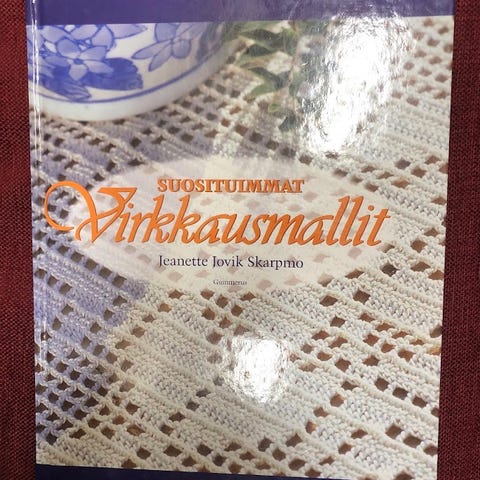 SUOSITUIMMAT
Virkkausmallit
Jeanette Jovik Skarpmo
Gummerus